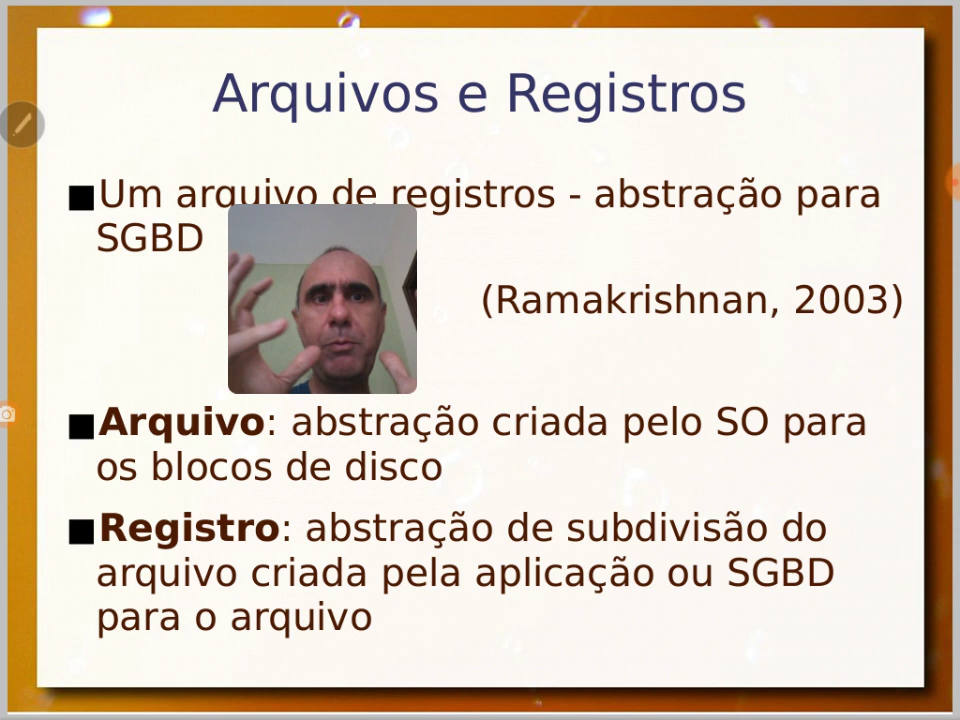 Arquivos e Registros
■Um arquivo de registros - abstração para
SGBD
(Ramakrishnan, 2003)
■Arquivo: abstração criada pelo SO para
os blocos de disco
■Registro: abstração de subdivisão do
arquivo criada pela aplicação ou SGBD
para o arquivo